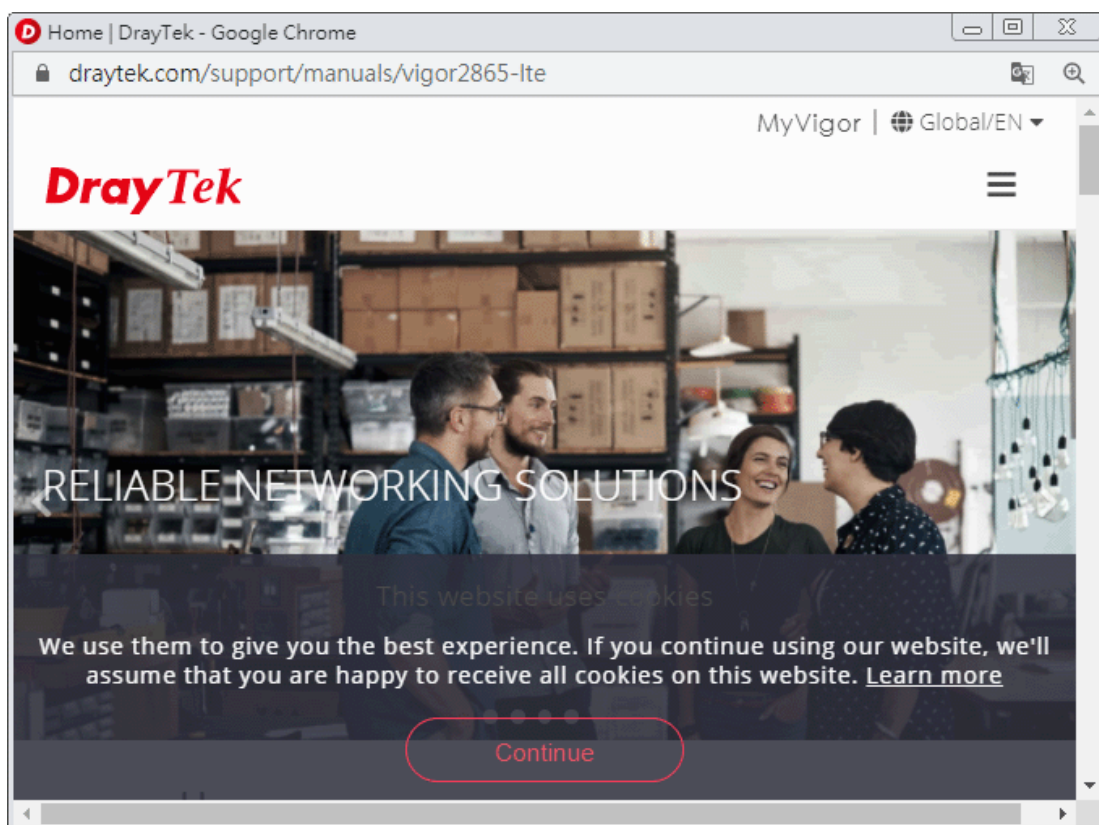 Home | DrayTek - Google Chrome
draytek.com/support/manuals/vigor2865-lte
MyVigor | Global/EN
DrayTek
RELIABLE NETWORKING SOLUTIONS
This website uses cookies
We use them to give you the best experience. If you continue using our website, we'll
assume that you are happy to receive all cookies on this website. Learn more
Continue